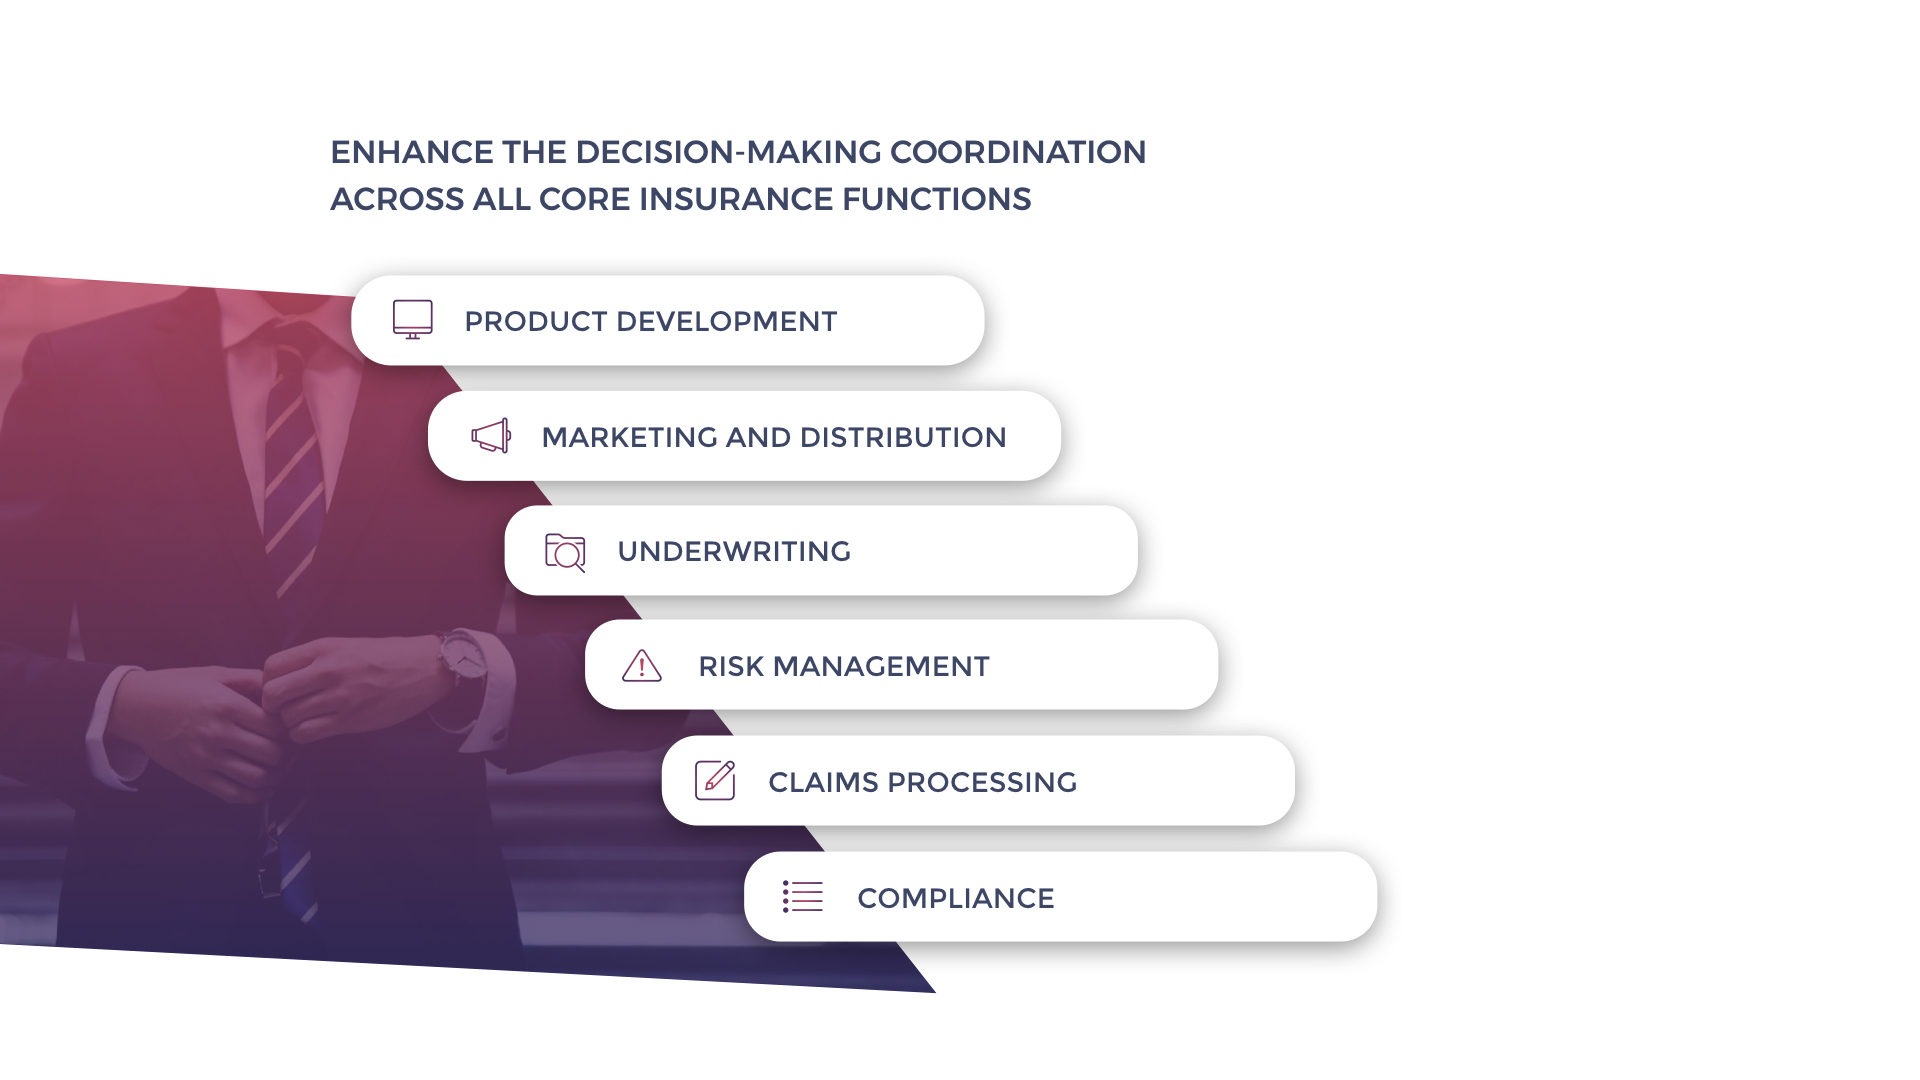 ENHANCE THE DECISION-MAKING COORDINATION
ACROSS ALL CORE INSURANCE FUNCTIONS
PRODUCT DEVELOPMENT
MARKETING AND DISTRIBUTION
UNDERWRITING
RISK MANAGEMENT
CLAIMS PROCESSING
COMPLIANCE